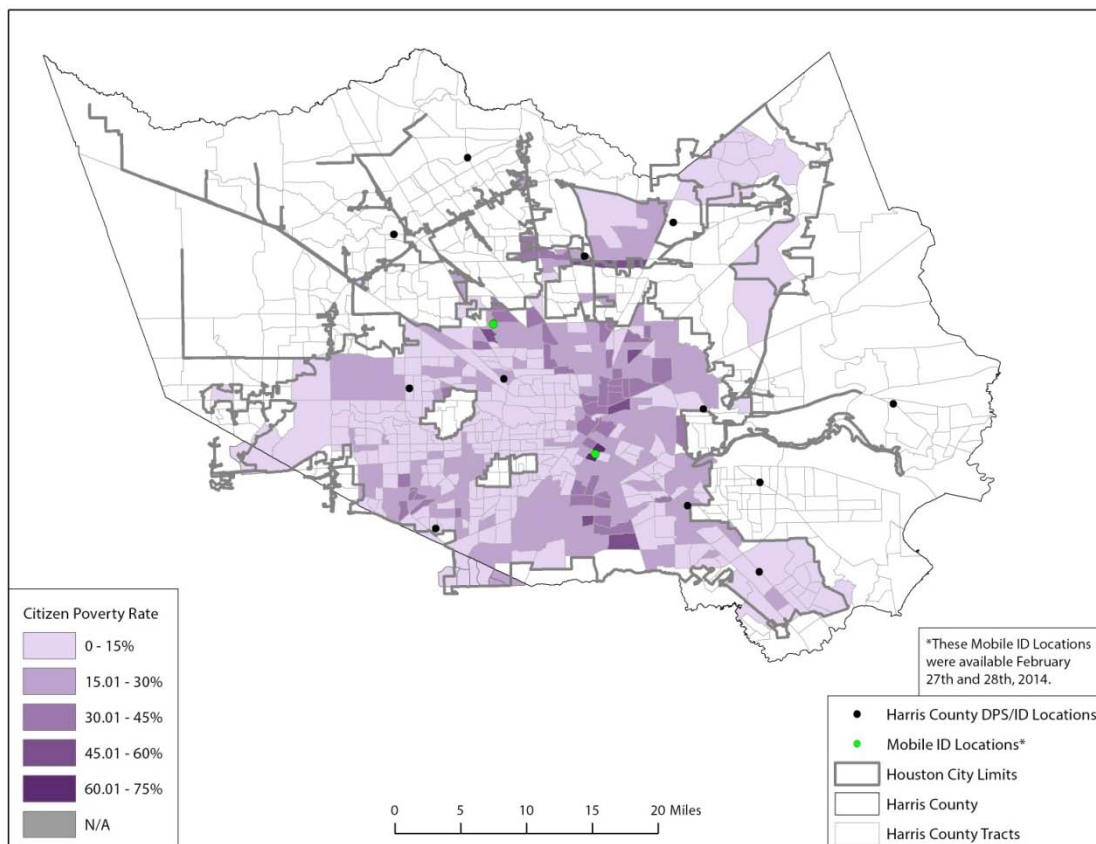 Citizen Poverty Rate
0 - 15%
15.01 - 30%
30.01 - 45%
45.01 - 60%
60.01 - 75%
N/A
0 5 10 15 20 Miles
*These Mobile ID Locations
were available February
27th and 28th, 2014.
Harris County DPS/ID Locations
Mobile ID Locations*
Houston City Limits
Harris County
Harris County Tracts